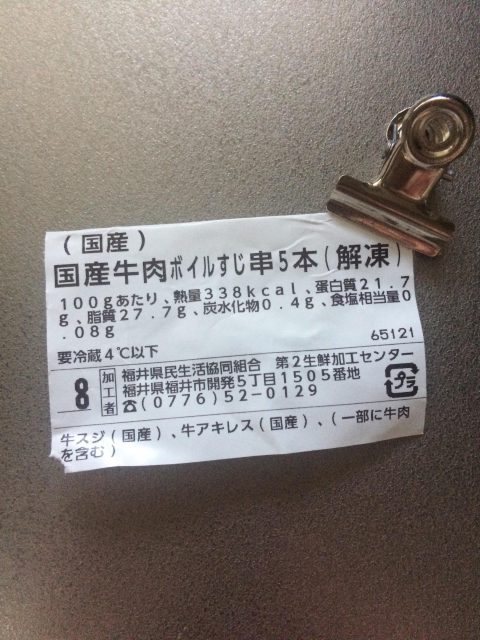 (国産)
国産牛肉ボイルすじ串5本(解凍)
100gあたり、熱量338kcal、蛋白質21.7
g、脂質27.7g、炭水化物0.4g、食塩相当量0
.08g
65121
要冷蔵4℃以下
8 加工者 福井県民生活協同組合 第2生鮮加工センター
福井県福井市開発5丁目1505番地
☎(0776)52-0129
プラ
牛スジ(国産)、牛アキレス(国産)、(一部に牛肉
を含む)